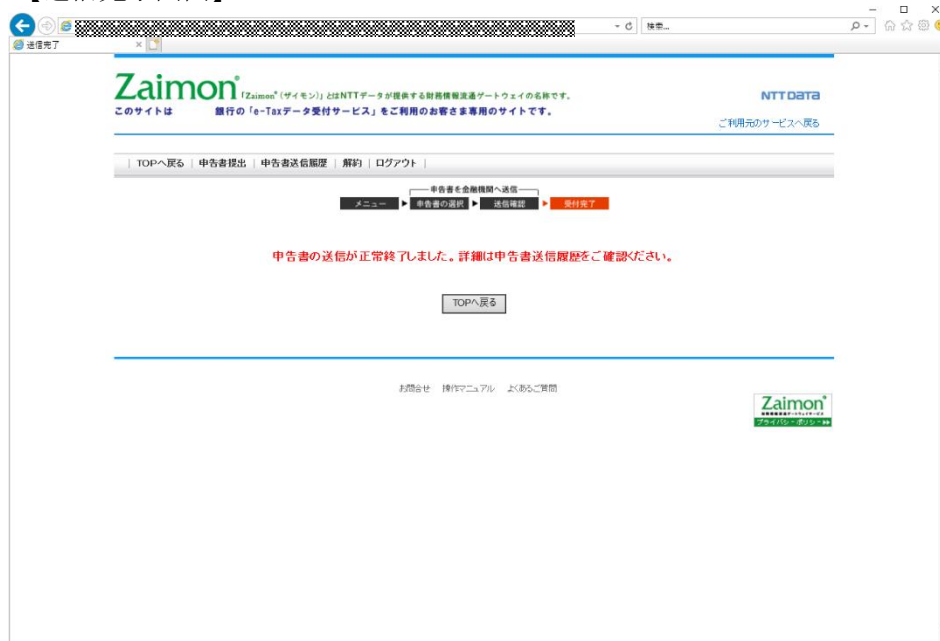 検索...
送信完了
Zaimon
「Zaimon（ザイモン）」とはNTTデータが提供する財務情報流通ゲートウェイの名称です。
NTT DATA
このサイトは 銀行の「e-Taxデータ受付サービス」をご利用のお客さま専用のサイトです。
ご利用元のサービスへ戻る
| TOPへ戻る | 申告書提出 | 申告書送信履歴 | 解約 | ログアウト |
申告書を金融機関へ送信
メニュー ▶ 申告書の選択 ▶ 送信確認 ▶ 受付完了
申告書の送信が正常終了しました。詳細は申告書送信履歴をご確認ください。
TOPへ戻る
お問合せ 操作マニュアル よくあるご質問
Zaimon
プライバシ・ポリシ